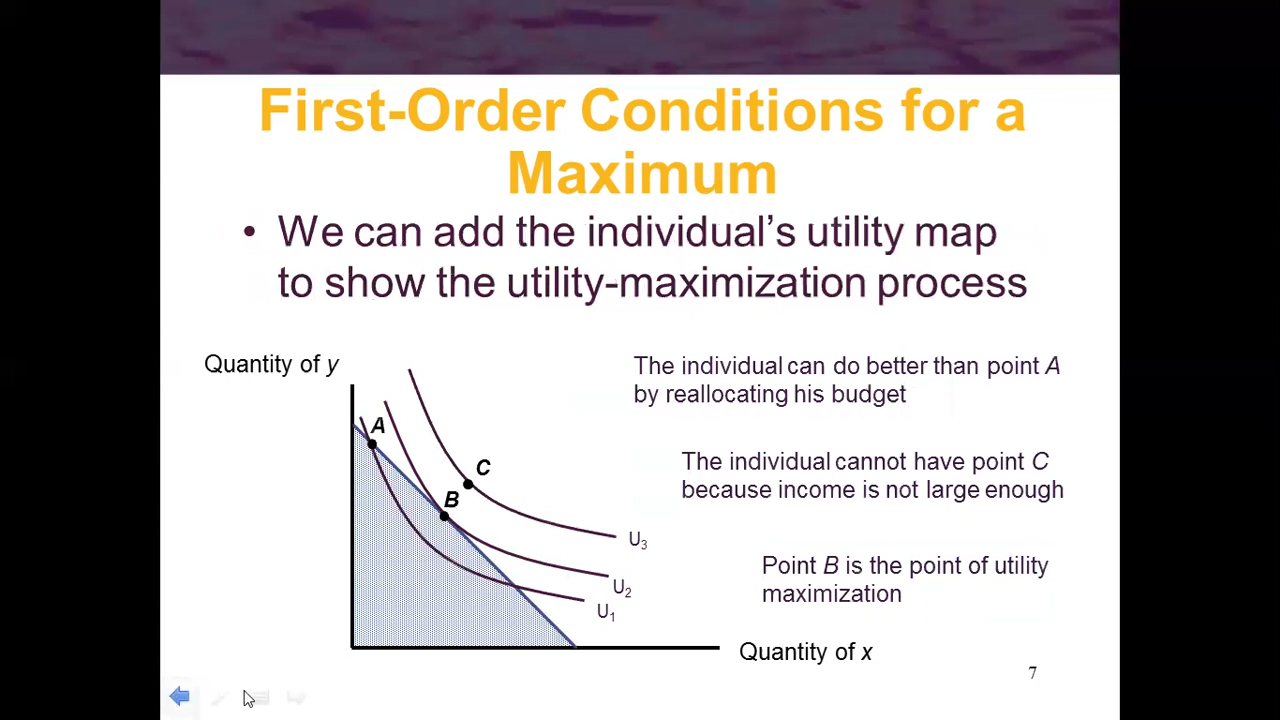 First-Order Conditions for a
Maximum
• We can add the individual’s utility map
to show the utility-maximization process
Quantity of y
The individual can do better than point A
by reallocating his budget
A
The individual cannot have point C
because income is not large enough
C
B
U3
Point B is the point of utility
maximization
U2
U1
Quantity of x
7